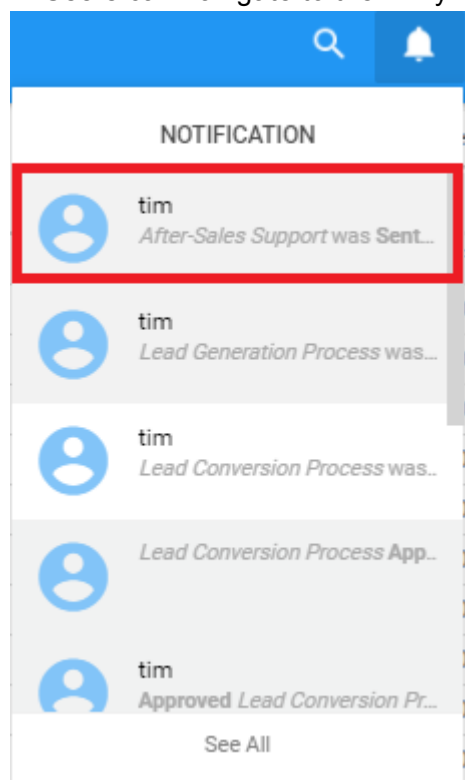 NOTIFICATION
tim
After-Sales Support was Sent...
tim
Lead Generation Process was...
tim
Lead Conversion Process was...
Lead Conversion Process App...
tim
Approved Lead Conversion Pr...
See All